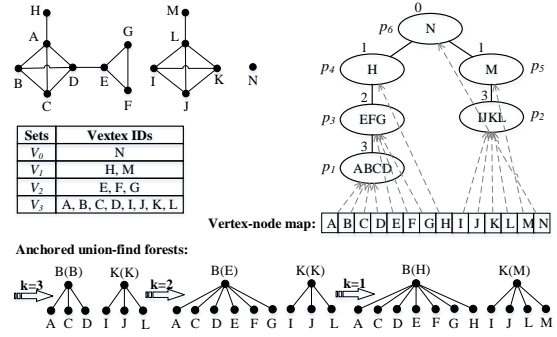 H
M
A
L
G
B
D
E
I
K
N
C
F
J
0
p6
N
1
1
p4
H
M
p5
2
3
p3
EFG
IJKL
p2
3
p1
ABCD
Sets Vextex IDs
V0 N
V1 H, M
V2 E, F, G
V3 A, B, C, D, I, J, K, L
Vertex-node map: A B C D E F G H I J K L M N
Anchored union-find forests:
k=3
B(B) K(K)
A C D I J L
k=2
B(E) K(K)
A C D E F G I J L
k=1
B(H) K(M)
A C D E F G H I J L M